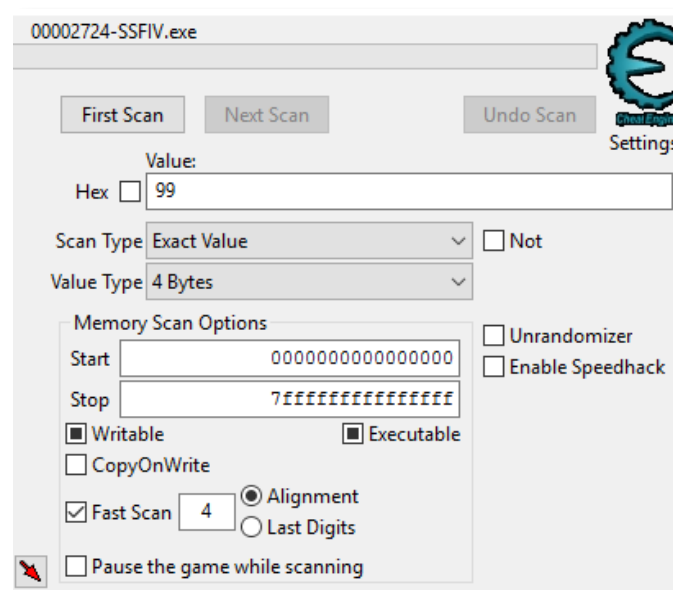 00002724-SSFIV.exe
First Scan Next Scan Undo Scan
Cheat Engin
Settings
Value:
Hex 99
Scan Type Exact Value Not
Value Type 4 Bytes
Memory Scan Options
Unrandomizer
Start 0000000000000000
Enable Speedhack
Stop 7fffffffffffffff
Writable Executable
CopyOnWrite
Fast Scan 4 Alignment
Last Digits
Pause the game while scanning